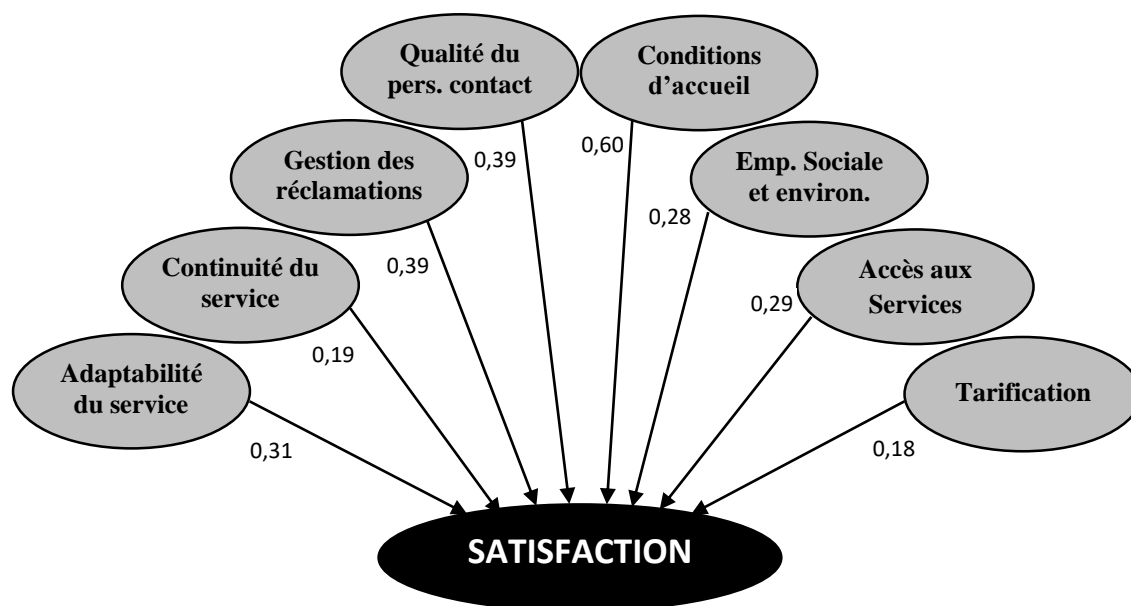 Qualité du
pers. contact
Conditions
d’accueil
0,39
0,60
Gestion des
réclamations
Emp. Sociale
et environ.
0,28
Continuité du
service
0,39
Accès aux
Services
0,29
0,19
Adaptabilité
du service
Tarification
0,31
0,18
SATISFACTION